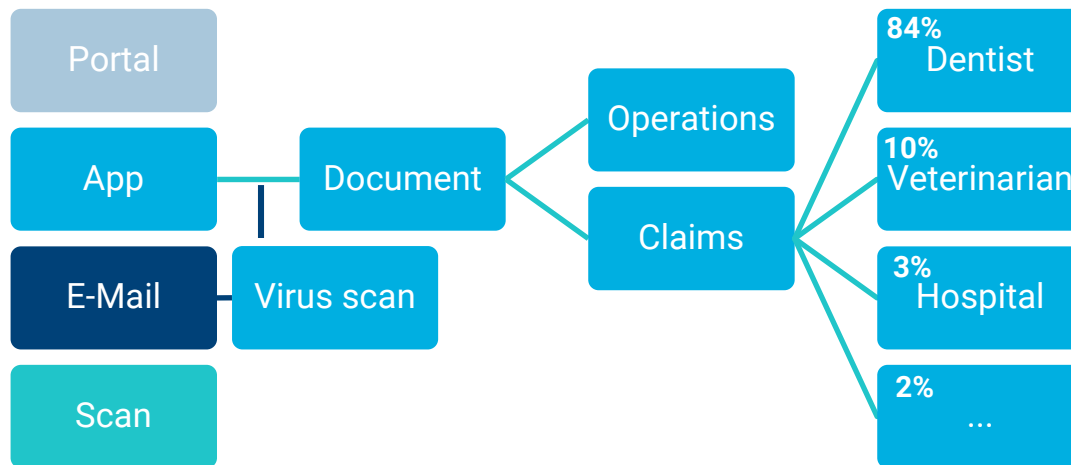 Portal
App
E-Mail
Scan
Document
Virus scan
Operations
Claims
84%
Dentist
10%
Veterinarian
3%
Hospital
2%
...